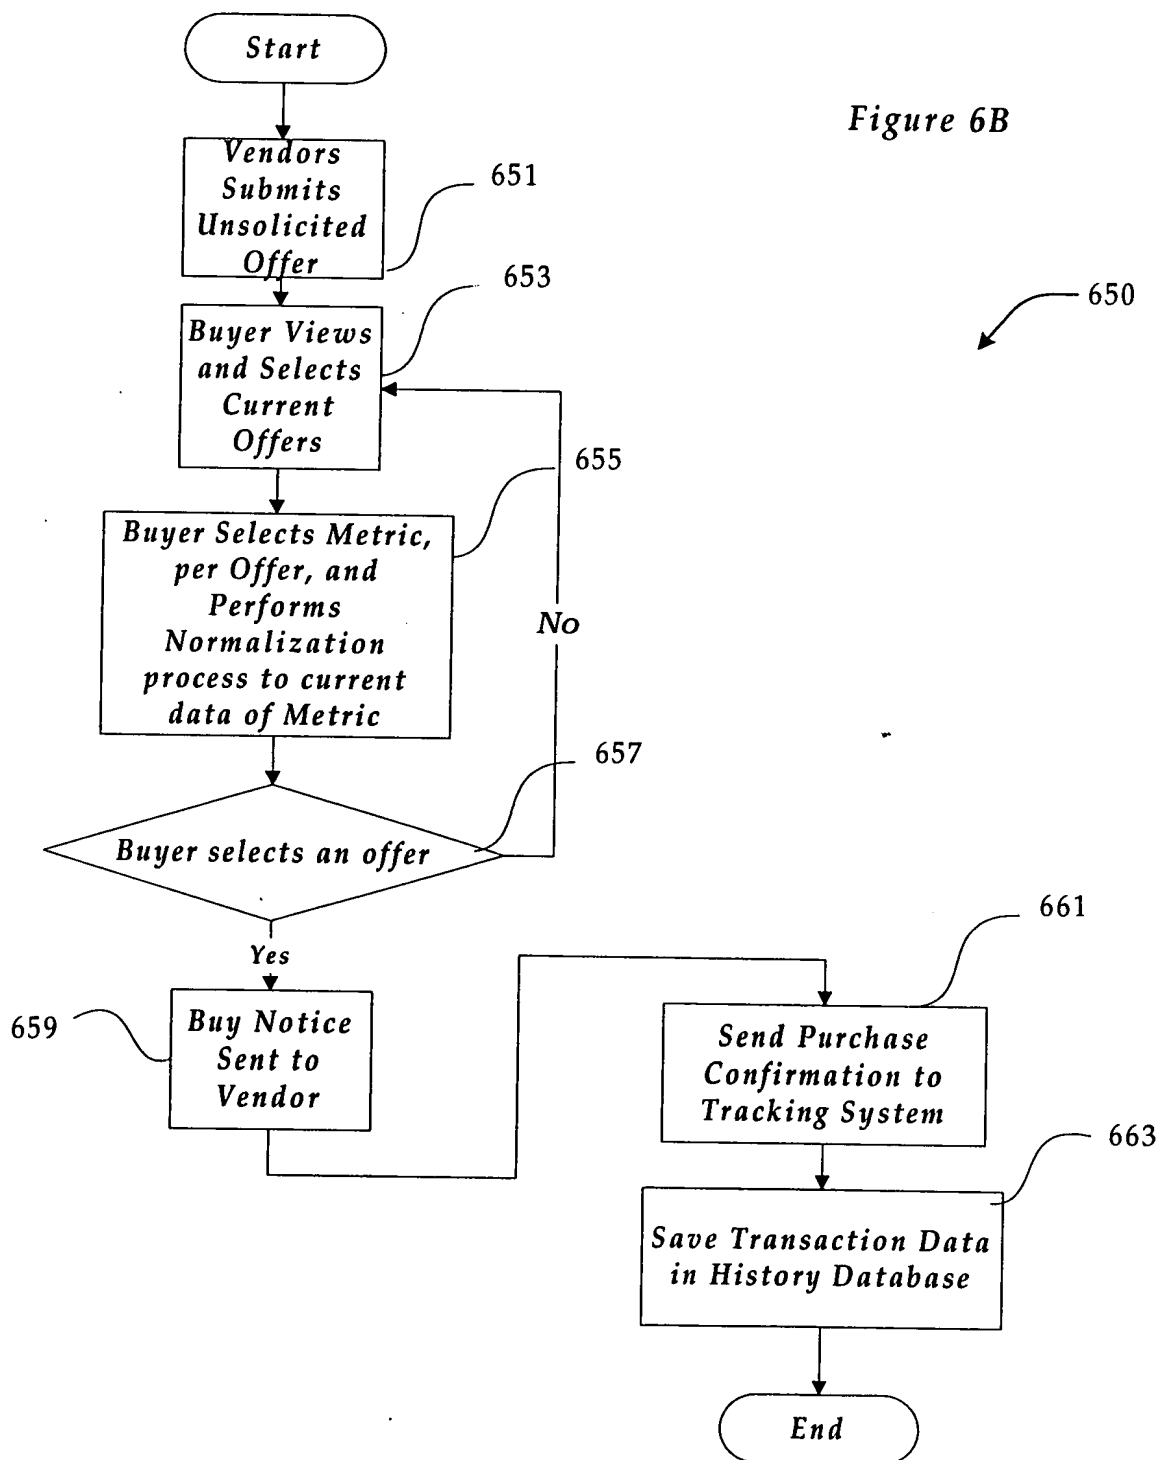 Start
Figure 6B
Vendors
Submits
Unsolicited
Offer
651
653
Buyer Views
and Selects
Current
Offers
650
655
Buyer Selects Metric,
per Offer, and
Performs
Normalization
process to current
data of Metric
No
657
Buyer selects an offer
Yes
659
Buy Notice
Sent to
Vendor
661
Send Purchase
Confirmation to
Tracking System
663
Save Transaction Data
in History Database
End